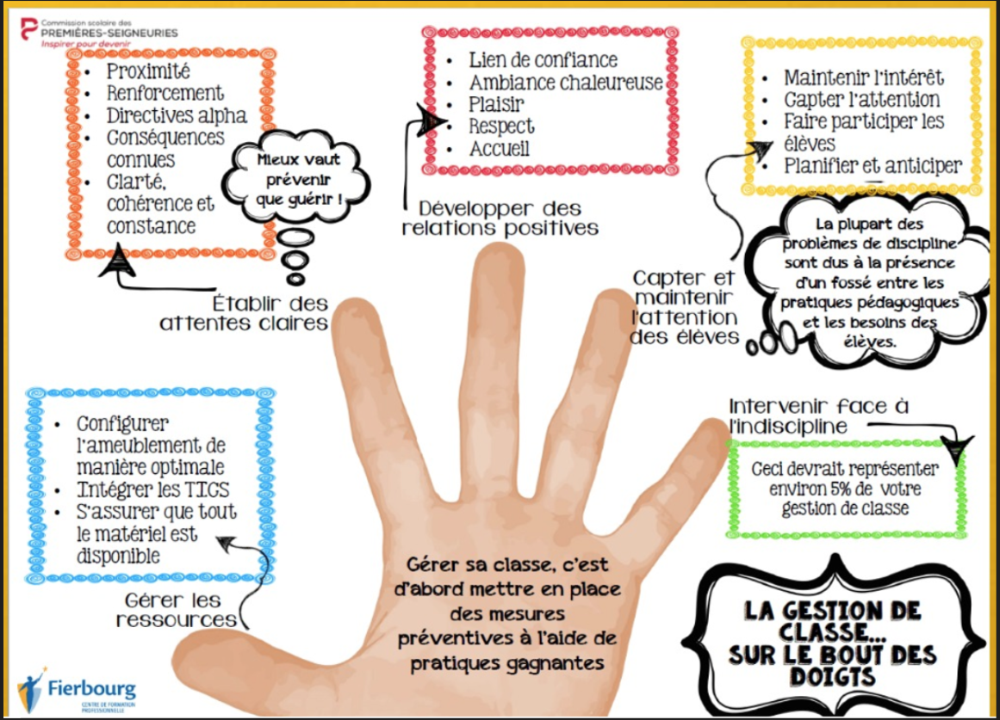 Commission scolaire des
PREMIÈRES-SEIGNEURIES
Inspirer pour devenir
• Proximité
• Renforcement
• Directives alpha
• Conséquences
connues
• Clarté,
cohérence et
constance
Mieux vaut
prévenir
que guérir !
Établir des
attentes claires
• Lien de confiance
• Ambiance chaleureuse
• Plaisir
• Respect
• Accueil
Développer des
relations positives
• Maintenir l'intérêt
• Capter l'attention
• Faire participer les
élèves
• Planifier et anticiper
Capter et
maintenir
l'attention
des élèves
La plupart des
problèmes de discipline
sont dus à la présence
d'un fossé entre les
pratiques pédagogiques
et les besoins des
élèves.
Intervenir face à
l'indiscipline
Ceci devrait représenter
environ 5% de votre
gestion de classe
• Configurer
l'ameublement de
manière optimale
• Intégrer les TICS
• S'assurer que tout
le matériel est
disponible
Gérer les
ressources
Gérer sa classe, c'est
d'abord mettre en place
des mesures
préventives à l'aide de
pratiques gagnantes
LA GESTION DE
CLASSE...
SUR LE BOUT DES
DOIGTS
Fierbourg
CENTRE DE FORMATION
PROFESSIONNELLE